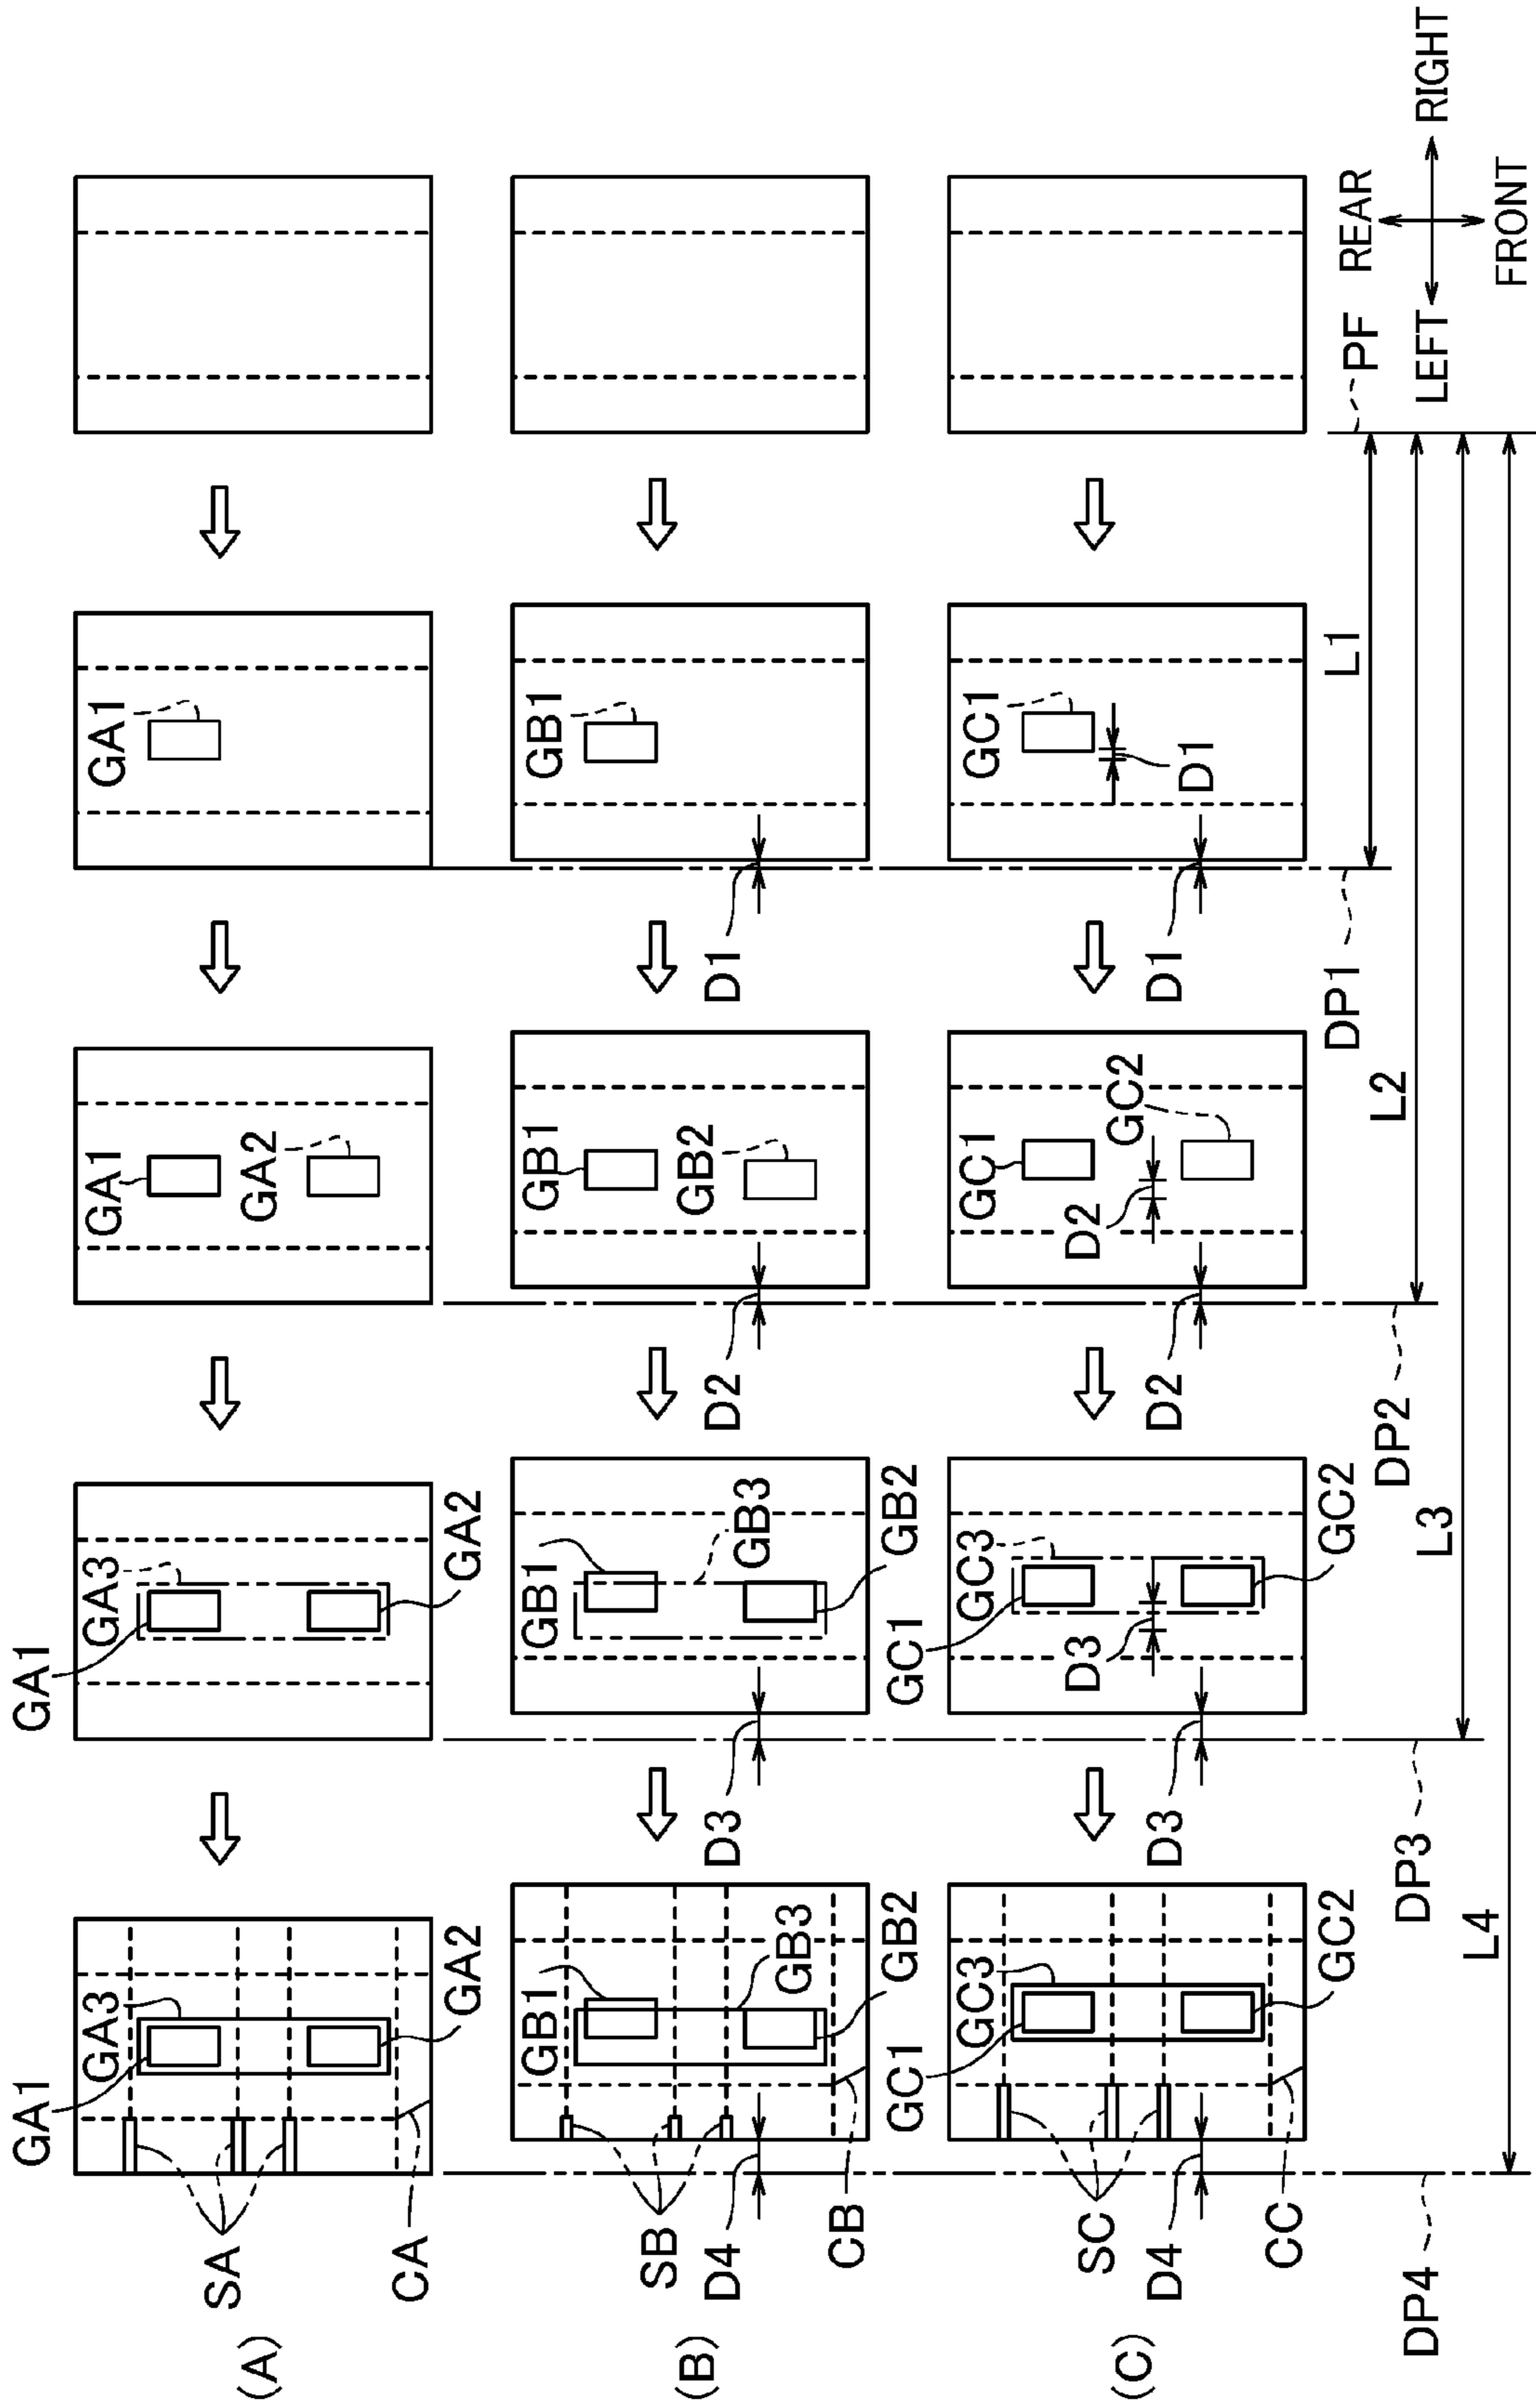 GA1
GA1
GA3
GA3
GA1
GA1
SA
(A)
GA2
CA
GA2
GA2
GB1
GB1
GB1
GB1
SB
(B)
GB2
D4
D3
D2
D1
GB3
GB3
CB
GB2
GB2
GC1
GC1
GC3
GC3
GC1
GC1
SC
D3
D2
GC2
(C)
D4
D3
D2
D1
D1
CC
GC2
GC2
DP1
L1
PF
REAR
DP2
L2
DP4
DP3
L3
LEFT
RIGHT
L4
FRONT